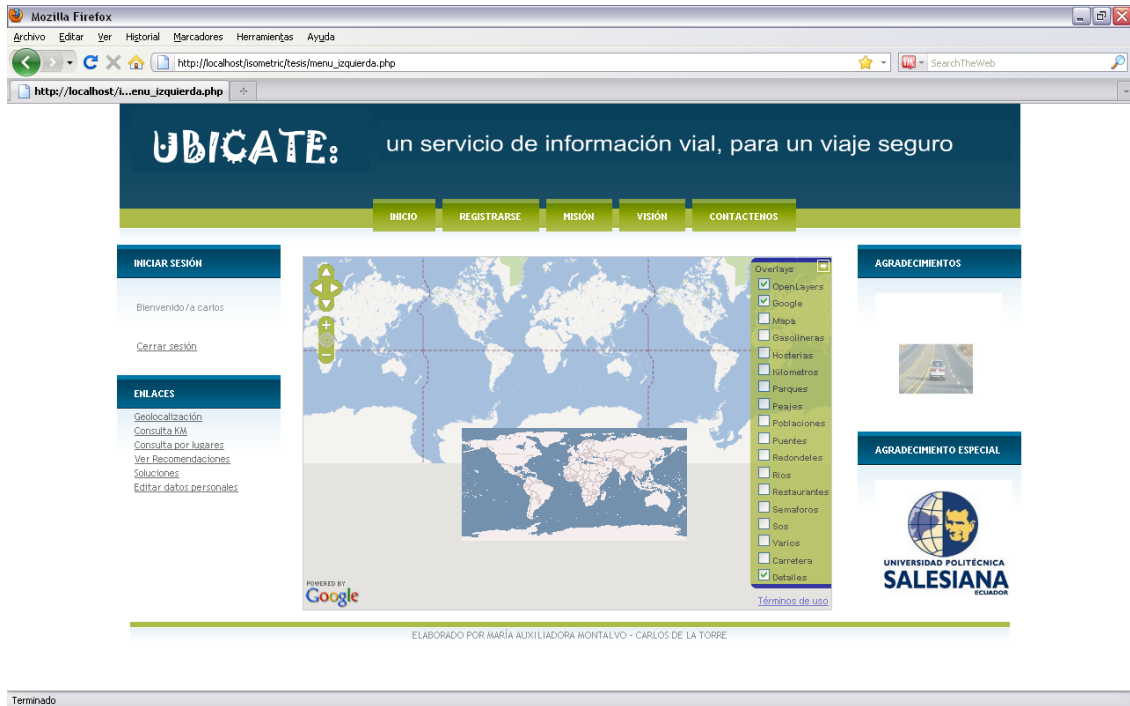 Mozilla Firefox
Archivo Editar Ver Historial Marcadores Herramientas Ayuda
http://localhost/isometric/tesis/menu_izquierda.php
SearchTheWeb
http://localhost/i...enu_izquierda.php
UBICATE: un servicio de información vial, para un viaje seguro
INICIO REGISTRARSE MISIÓN VISIÓN CONTACTENOS
INICIAR SESIÓN
Bienvenido/a carlos
Cerrar sesión
ENLACES
Geolocalización
Consulta KM
Consulta por lugares
Ver Recomendaciones
Soluciones
Editar datos personales
Overlays
OpenLayers
Google
Mapa
Gasolineras
Hosterias
Kilometros
Parques
Peajes
Poblaciones
Puentes
Redondeles
Rios
Restaurantes
Semaforos
Sos
Varios
Carretera
Detalles
POWERED BY
Google
Términos de uso
AGRADECIMIENTOS
AGRADECIMIENTO ESPECIAL
UNIVERSIDAD POLITÉCNICA
SALESIANA
ECUADOR
ELABORADO POR MARÍA AUXILIADORA MONTALVO - CARLOS DE LA TORRE
Terminado